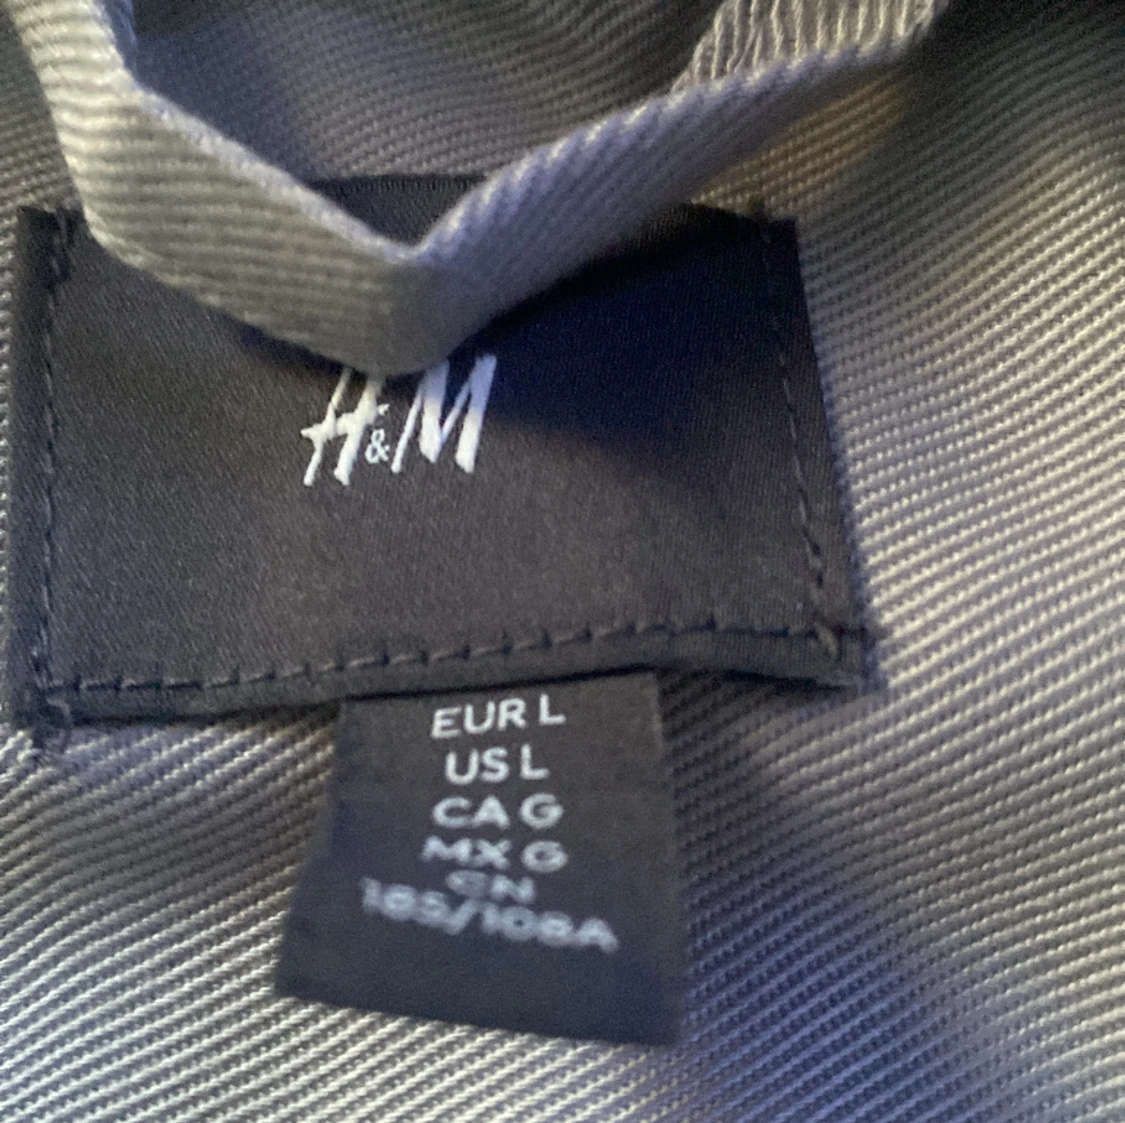 H&M
EUR L
US L
CA G
MX G
CN
185/108A